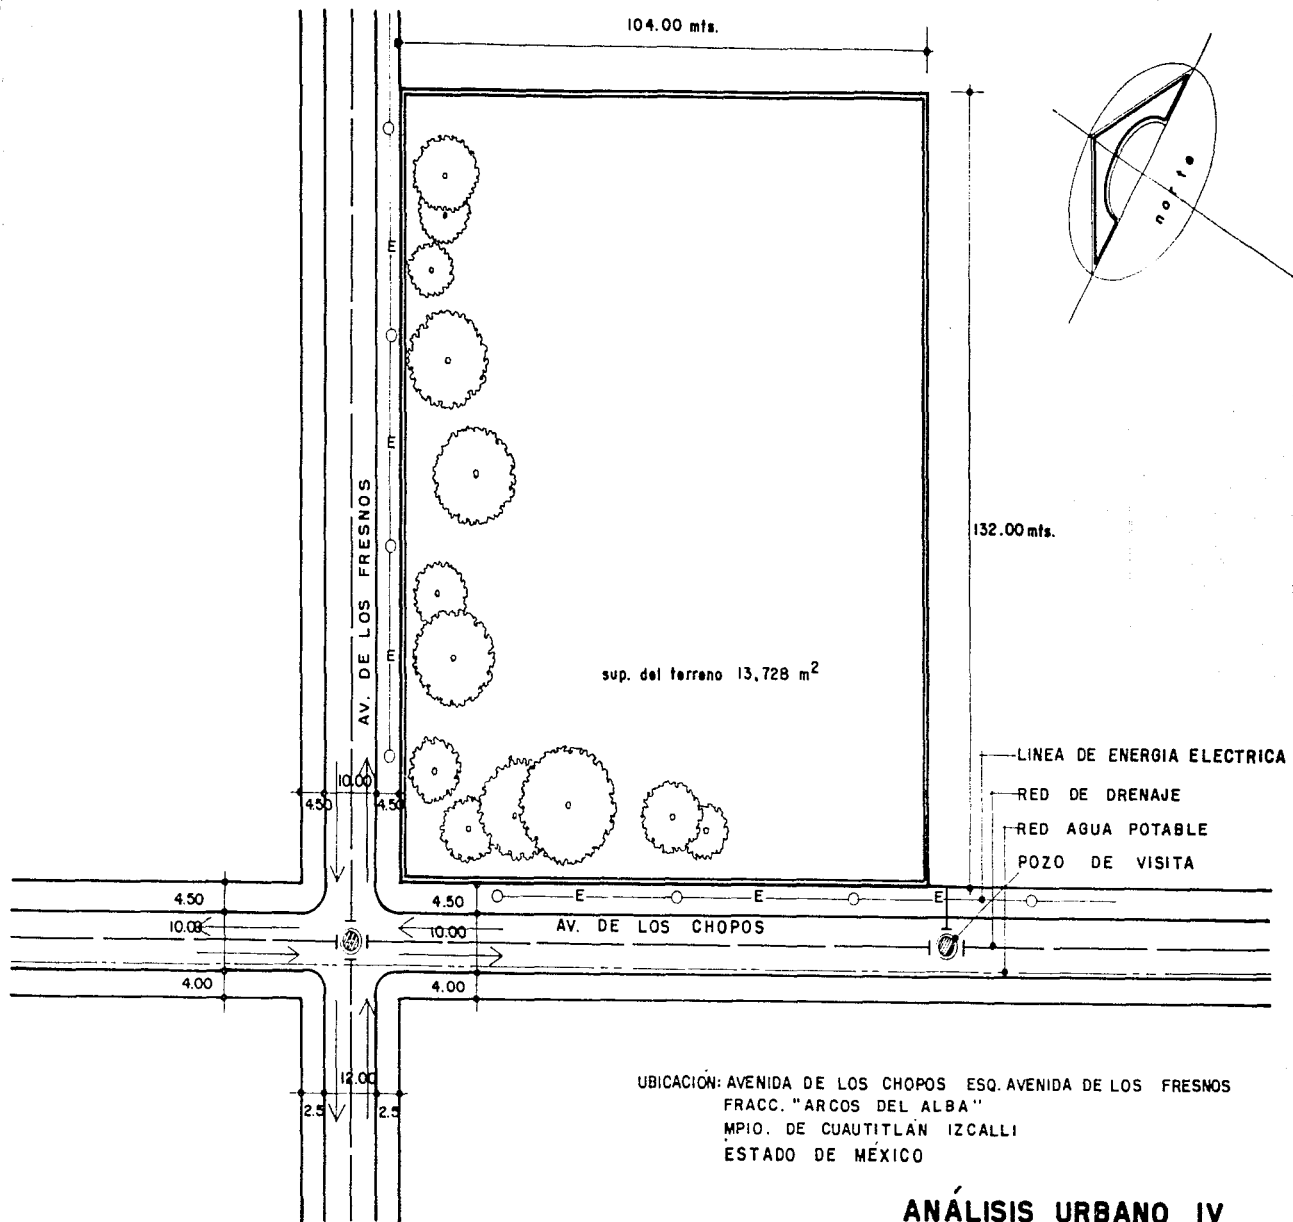 104.00 mts.
norte
E
E
AV. DE LOS FRESNOS
132.00 mts.
E
sup. del terreno 13,728 m²
LINEA DE ENERGIA ELECTRICA
10.00
4.50
4.50
RED DE DRENAJE
RED AGUA POTABLE
POZO DE VISITA
4.50
4.50
E
E
E
10.00
10.00
AV. DE LOS CHOPOS
4.00
4.00
12.00
2.5
2.5
UBICACIÓN: AVENIDA DE LOS CHOPOS ESQ. AVENIDA DE LOS FRESNOS
FRACC. "ARCOS DEL ALBA"
MPIO. DE CUAUTITLÁN IZCALLI
ESTADO DE MÉXICO
ANÁLISIS URBANO IV